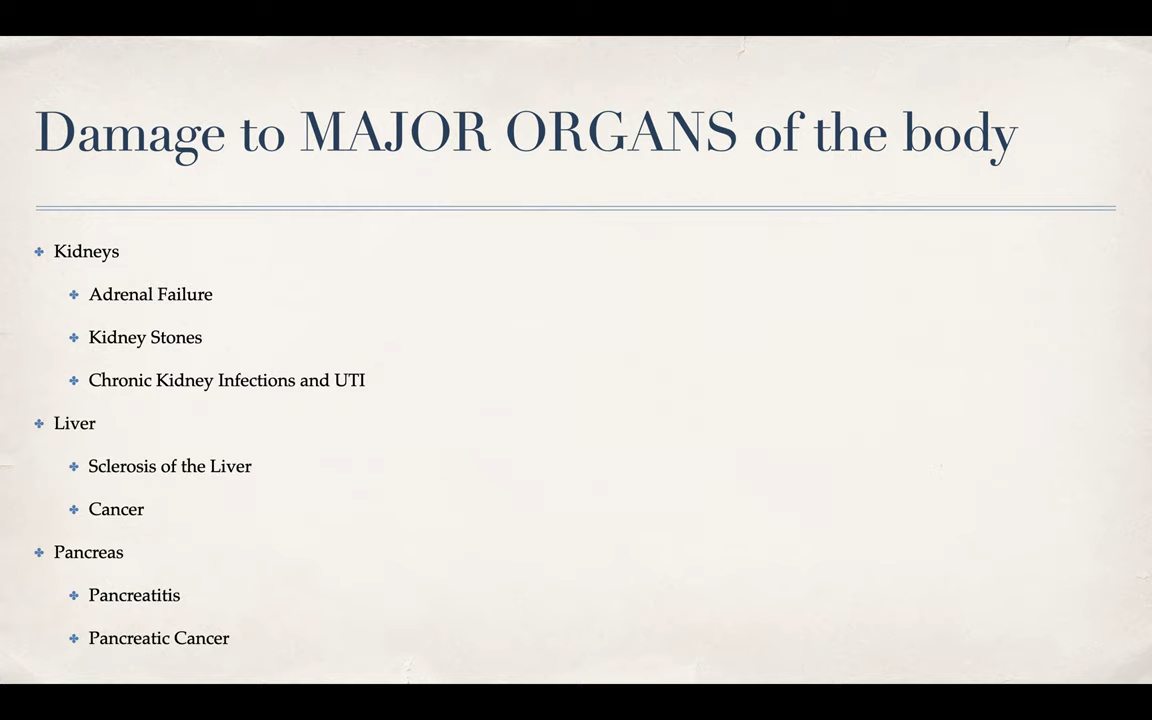 Damage to MAJOR ORGANS of the body
Kidneys
Adrenal Failure
Kidney Stones
Chronic Kidney Infections and UTI
Liver
Sclerosis of the Liver
Cancer
Pancreas
Pancreatitis
Pancreatic Cancer